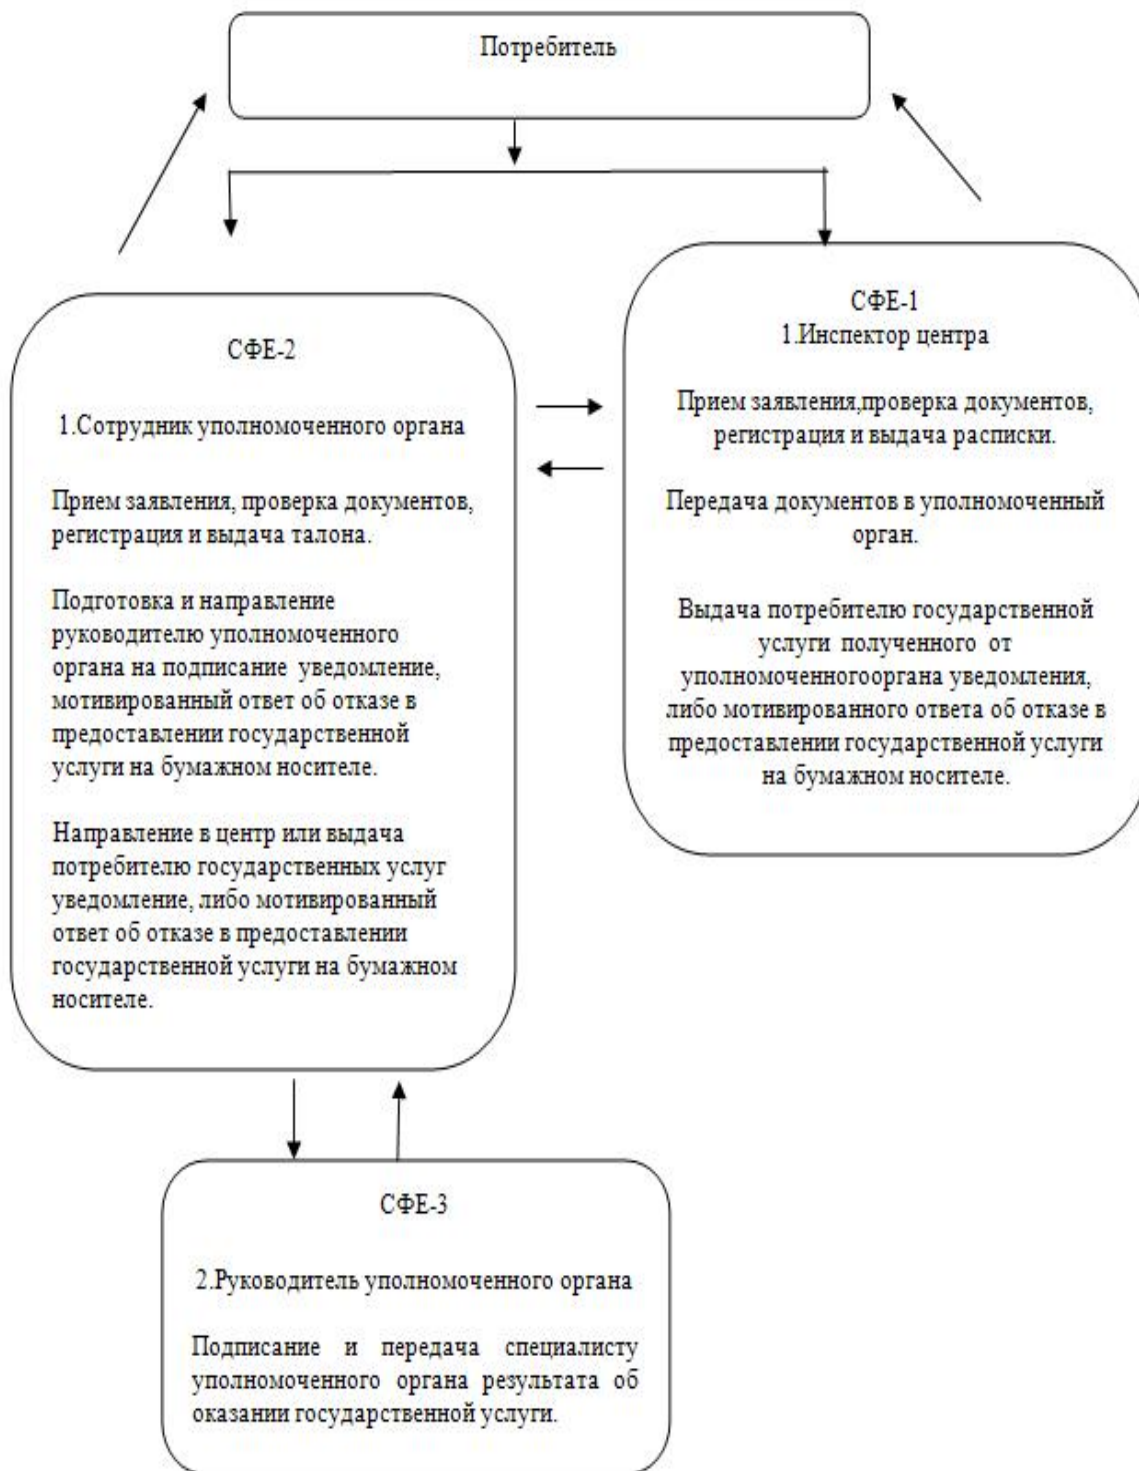 Потребитель
СФЕ-2
1.Сотрудник уполномоченного органа
Прием заявления, проверка документов,
регистрация и выдача талона.
Подготовка и направление
руководителю уполномоченного
органа на подписание уведомление,
мотивированный ответ об отказе в
предоставлении государственной
услуги на бумажном носителе.
Направление в центр или выдача
потребителю государственных услуг
уведомление, либо мотивированный
ответ об отказе в предоставлении
государственной услуги на бумажном
носителе.
СФЕ-1
1.Инспектор центра
Прием заявления,проверка документов,
регистрация и выдача расписки.
Передача документов в уполномоченный
орган.
Выдача потребителю государственной
услуги полученного от
уполномоченногооргана уведомления,
либо мотивированного ответа об отказе в
предоставлении государственной услуги
на бумажном носителе.
СФЕ-3
2.Руководитель уполномоченного органа
Подписание и передача специалисту
уполномоченного органа результата об
оказании государственной услуги.